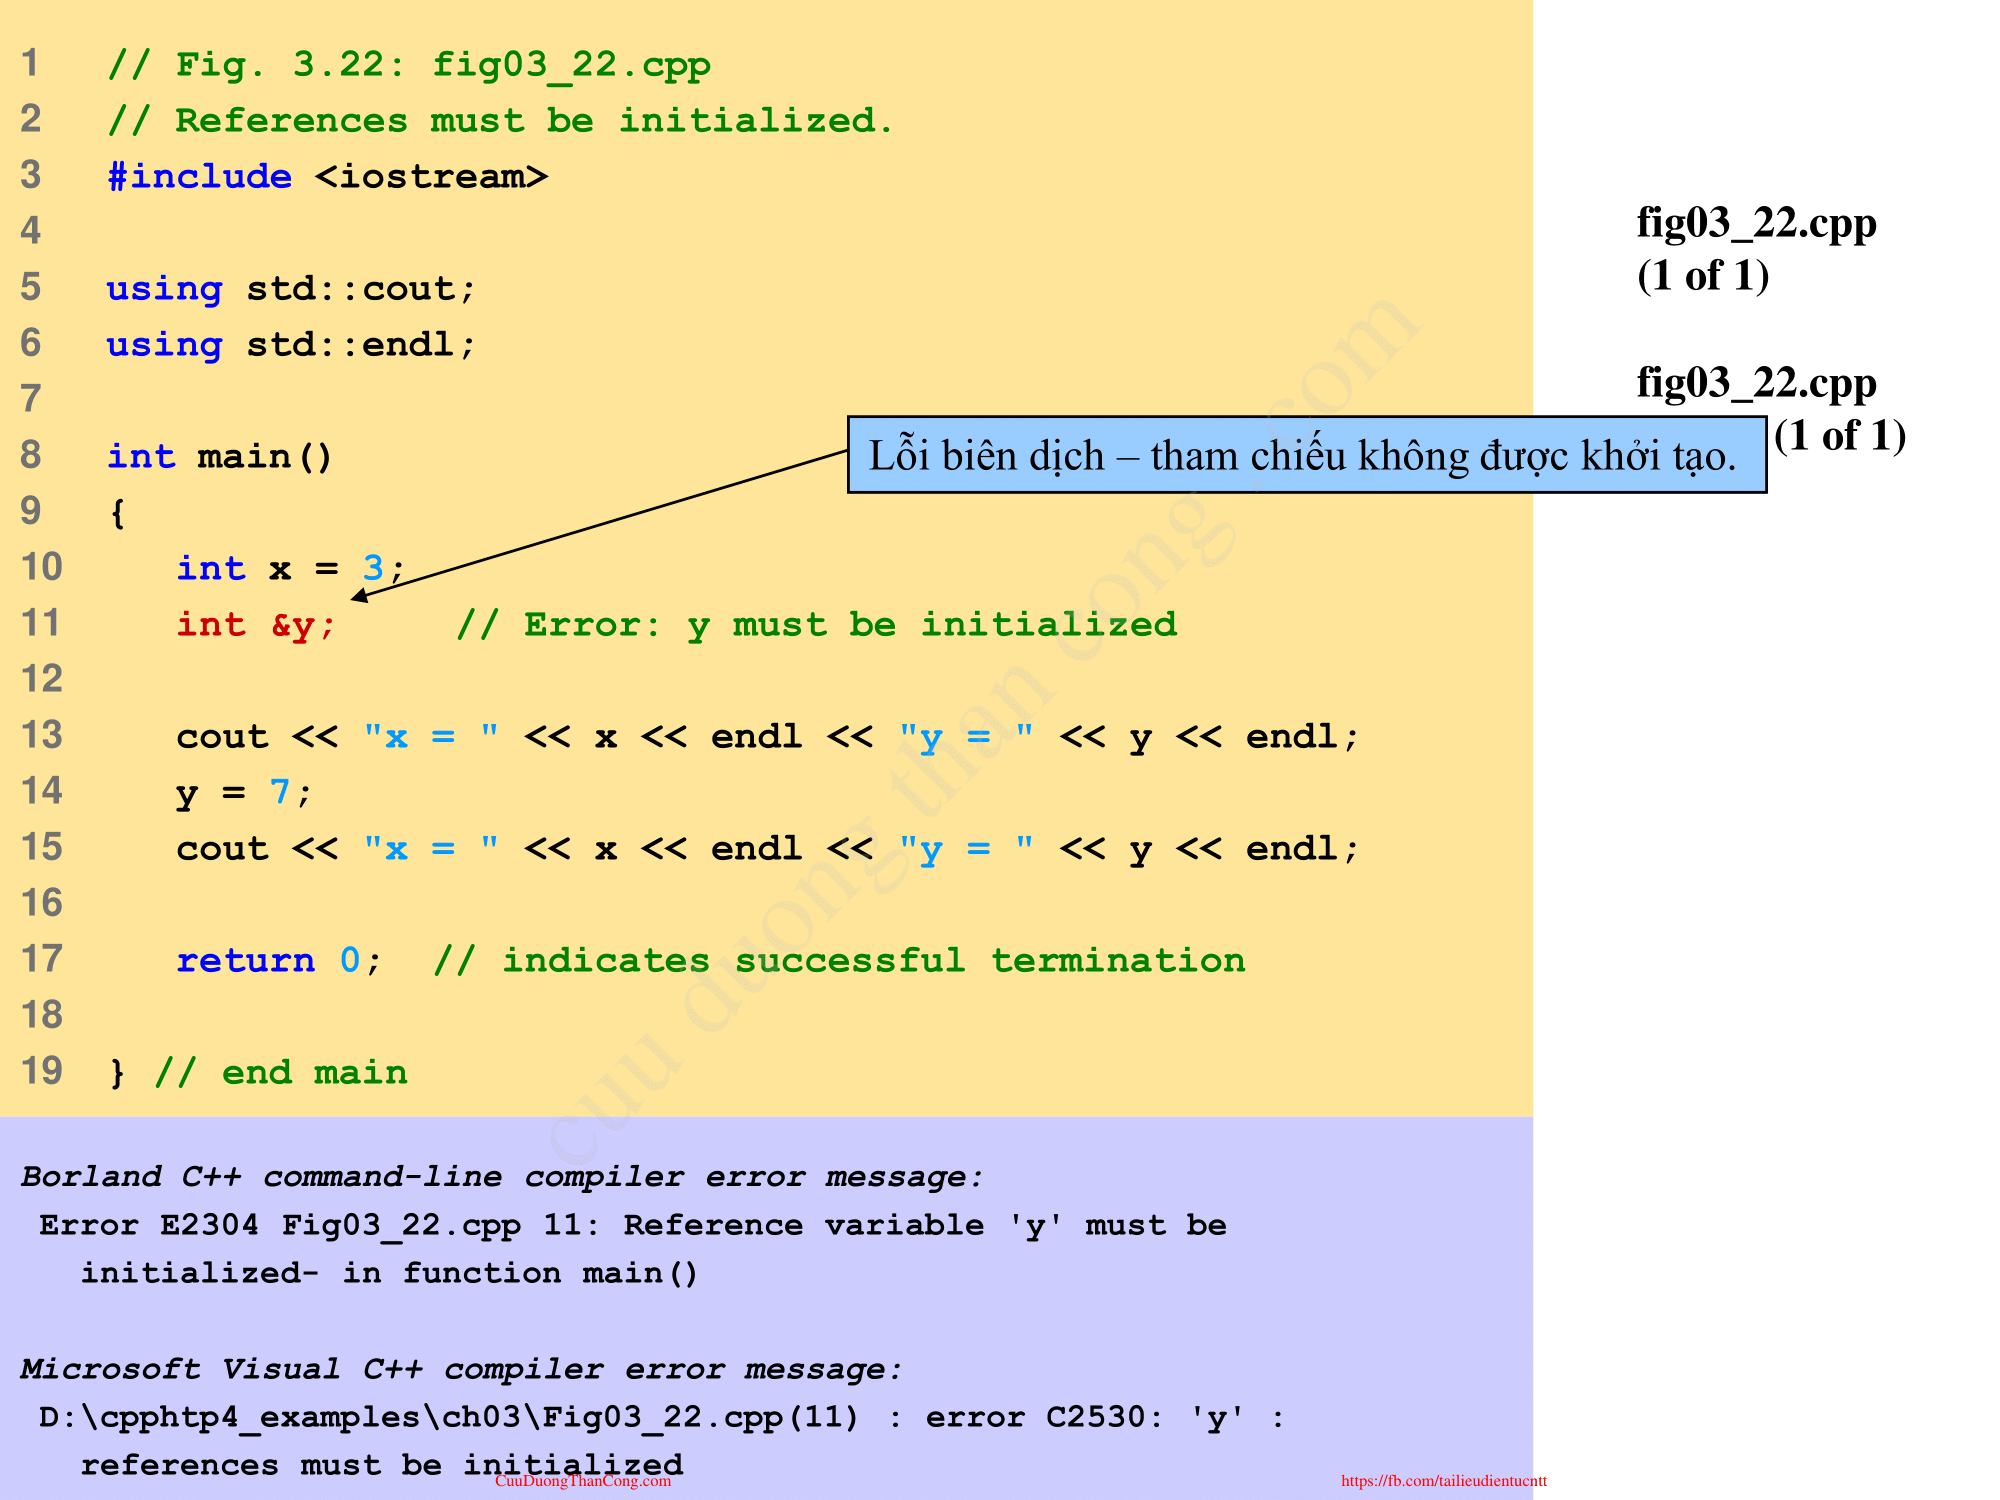 1 // Fig. 3.22: fig03_22.cpp
2 // References must be initialized.
3 #include <iostream>
4
5 using std::cout;
6 using std::endl;
7
8 int main()
9 {
10 int x = 3;
11 int &y; // Error: y must be initialized
12
13 cout << "x = " << x << endl << "y = " << y << endl;
14 y = 7;
15 cout << "x = " << x << endl << "y = " << y << endl;
16
17 return 0; // indicates successful termination
18
19 } // end main
fig03_22.cpp
(1 of 1)
fig03_22.cpp
(1 of 1)
Lỗi biên dịch – tham chiếu không được khởi tạo.
Borland C++ command-line compiler error message:
Error E2304 Fig03_22.cpp 11: Reference variable 'y' must be
initialized- in function main()
Microsoft Visual C++ compiler error message:
D:\cpphtp4_examples\ch03\Fig03_22.cpp(11) : error C2530: 'y' :
references must be initialized
cuu duong than cong . com
CuuDuongThanCong.com
https://fb.com/tailieudientucntt